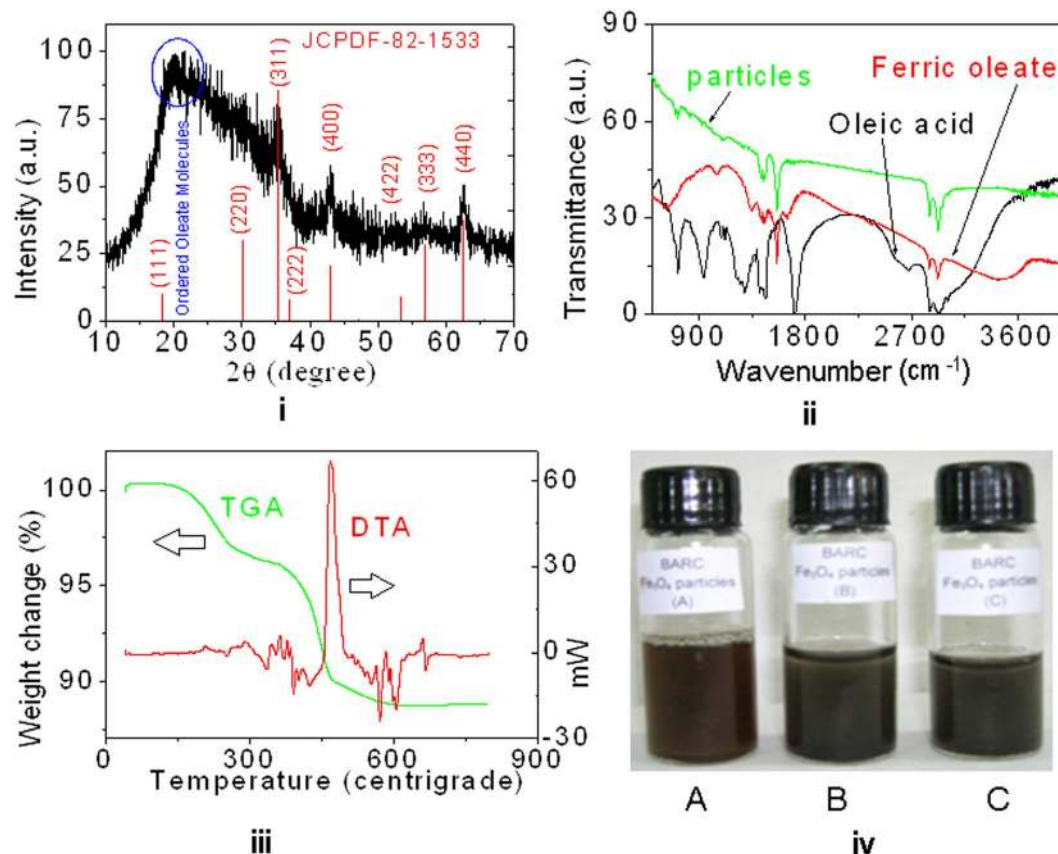 JCPDF-82-1533
Intensity (a.u.)
100
75
50
25
0
Ordered Oleate Molecules
(111)
(220)
(311)
(222)
(400)
(422)
(333)
(440)
10 20 30 40 50 60 70
2θ (degree)
i
Transmittance (a.u.)
90
60
30
0
particles
Oleic acid
Ferric oleate
900 1800 2700 3600
Wavenumber (cm⁻¹)
ii
Weight change (%)
100
95
90
TGA
DTA
60
30
0
-30
mW
0 300 600 900
Temperature (centrigrade)
iii
BARC
Fe₃O₄ particles
(A)
BARC
Fe₃O₄ particles
(B)
BARC
Fe₃O₄ particles
(C)
A B C
iv